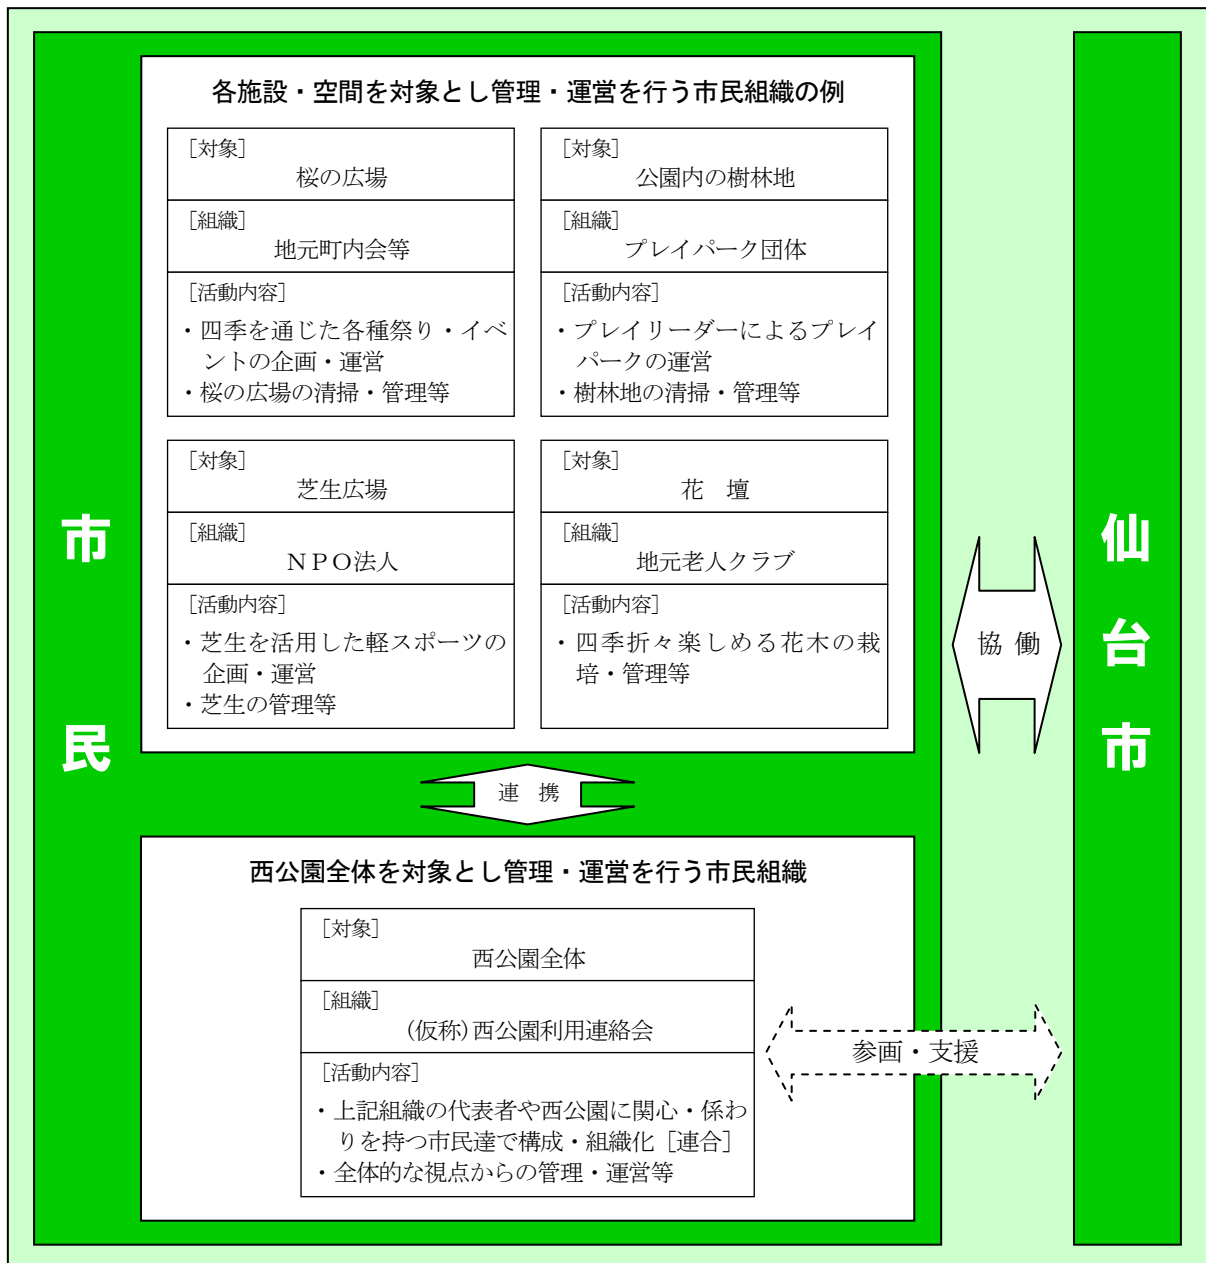 市民
各施設・空間を対象とし管理・運営を行う市民組織の例
［対象］
桜の広場
［組織］
地元町内会等
［活動内容］
・四季を通じた各種祭り・イベ
ントの企画・運営
・桜の広場の清掃・管理等
［対象］
公園内の樹林地
［組織］
プレイパーク団体
［活動内容］
・プレイリーダーによるプレイ
パークの運営
・樹林地の清掃・管理等
［対象］
芝生広場
［組織］
ＮＰＯ法人
［活動内容］
・芝生を活用した軽スポーツの
企画・運営
・芝生の管理等
［対象］
花　壇
［組織］
地元老人クラブ
［活動内容］
・四季折々楽しめる花木の栽
培・管理等
連　携
西公園全体を対象とし管理・運営を行う市民組織
［対象］
西公園全体
［組織］
（仮称）西公園利用連絡会
［活動内容］
・上記組織の代表者や西公園に関心・係わ
りを持つ市民達で構成・組織化［連合］
・全体的な視点からの管理・運営等
協 働
参画・支援
仙台市